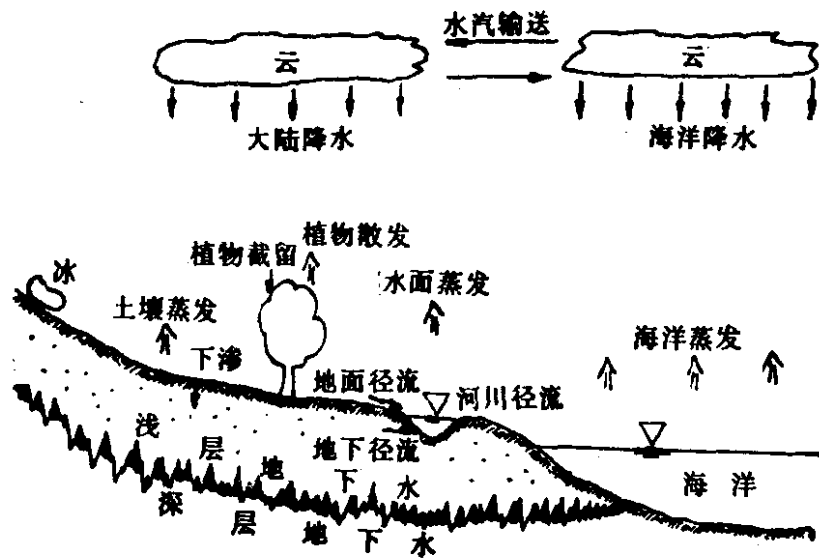 水汽输送
云
云
大陆降水
海洋降水
植物散发
植物截留
冰
水面蒸发
土壤蒸发
海洋蒸发
下渗
地面径流
河川径流
浅层地下水
地下径流
海洋
深层地下水